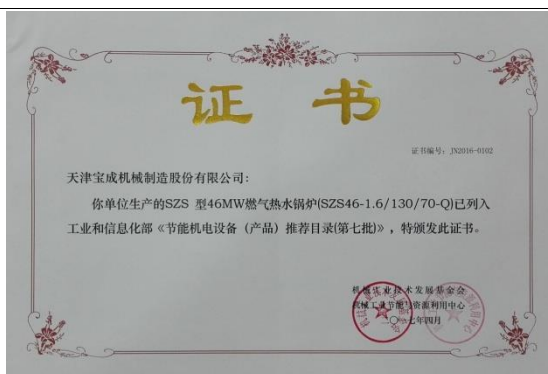 证 书
证书编号：JN2016-0102
天津宝成机械制造股份有限公司：
你单位生产的SZS 型46MW燃气热水锅炉(SZS46-1.6/130/70-Q)已列入
工业和信息化部《节能机电设备（产品）推荐目录(第七批)》，特颁发此证书。
机械工业技术发展基金会
机械工业节能与资源利用中心
二〇一七年四月